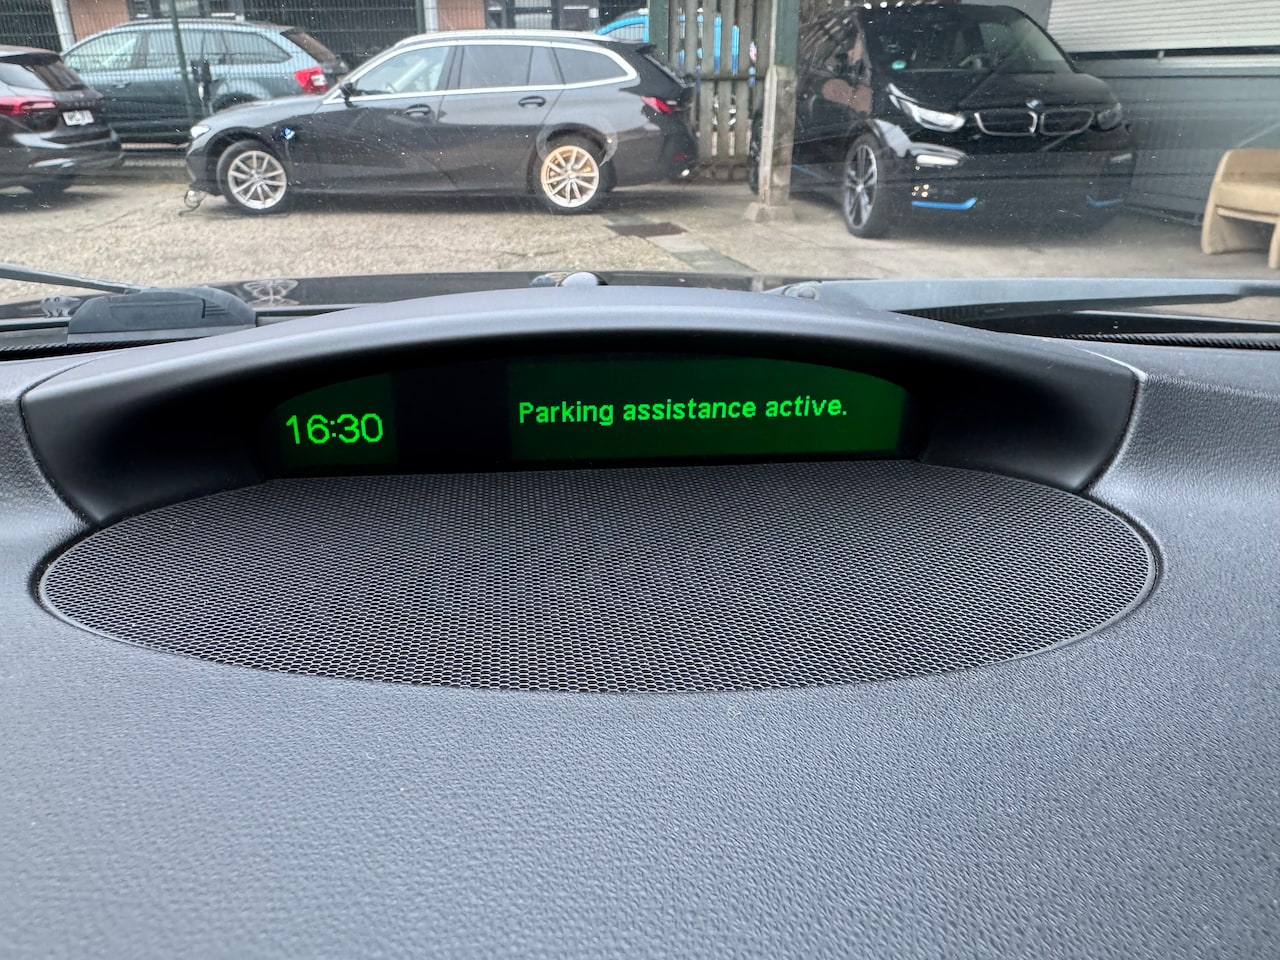 16:30
Parking assistance active.